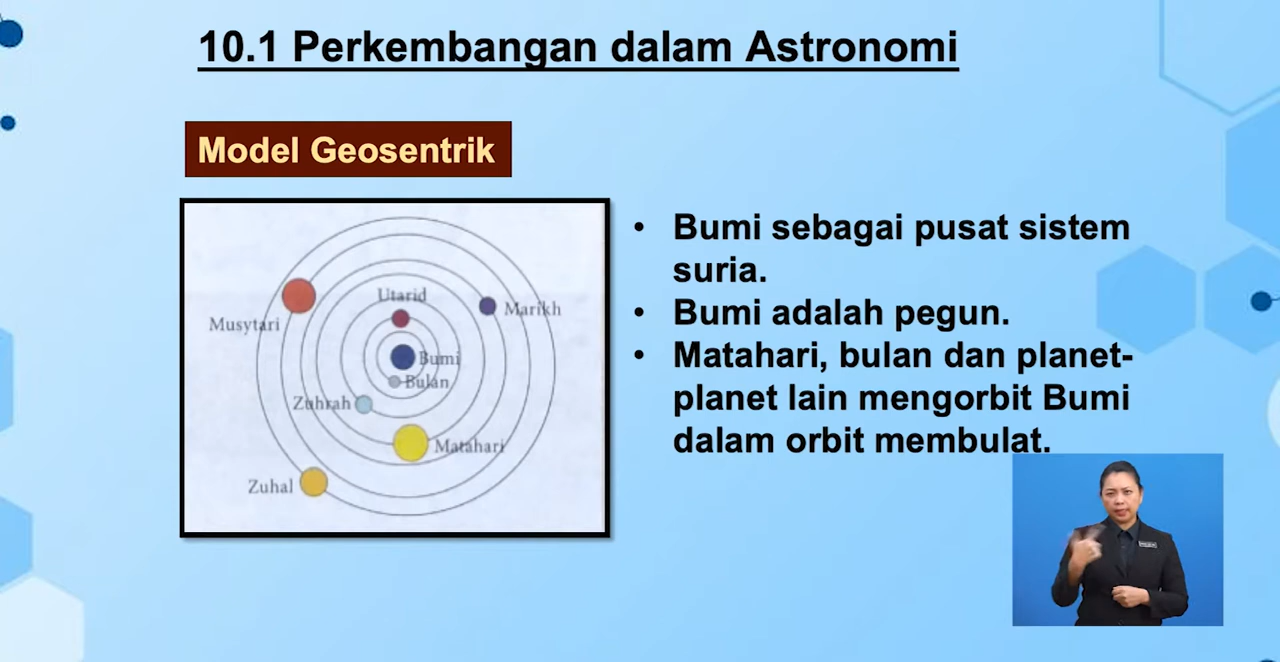 10.1 Perkembangan dalam Astronomi
Model Geosentrik
Musytari
Utarid
Marikh
Bumi
Bulan
Zuhrah
Matahari
Zuhal
• Bumi sebagai pusat sistem
suria.
• Bumi adalah pegun.
• Matahari, bulan dan planet-
planet lain mengorbit Bumi
dalam orbit membulat.